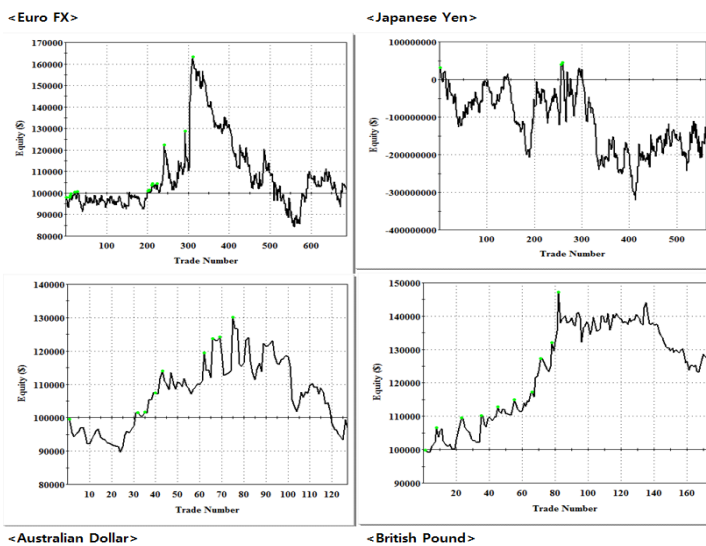 <Euro FX>
<Japanese Yen>
170000
160000
150000
140000
130000
120000
110000
100000
90000
80000
Equity ($)
100 200 300 400 500 600
Trade Number
100000000
0
-100000000
-200000000
-300000000
-400000000
Equity ($)
100 200 300 400 500
Trade Number
140000
130000
120000
110000
100000
90000
80000
Equity ($)
10 20 30 40 50 60 70 80 90 100 110 120
Trade Number
150000
140000
130000
120000
110000
100000
90000
Equity ($)
20 40 60 80 100 120 140 160
Trade Number
<Australian Dollar>
<British Pound>